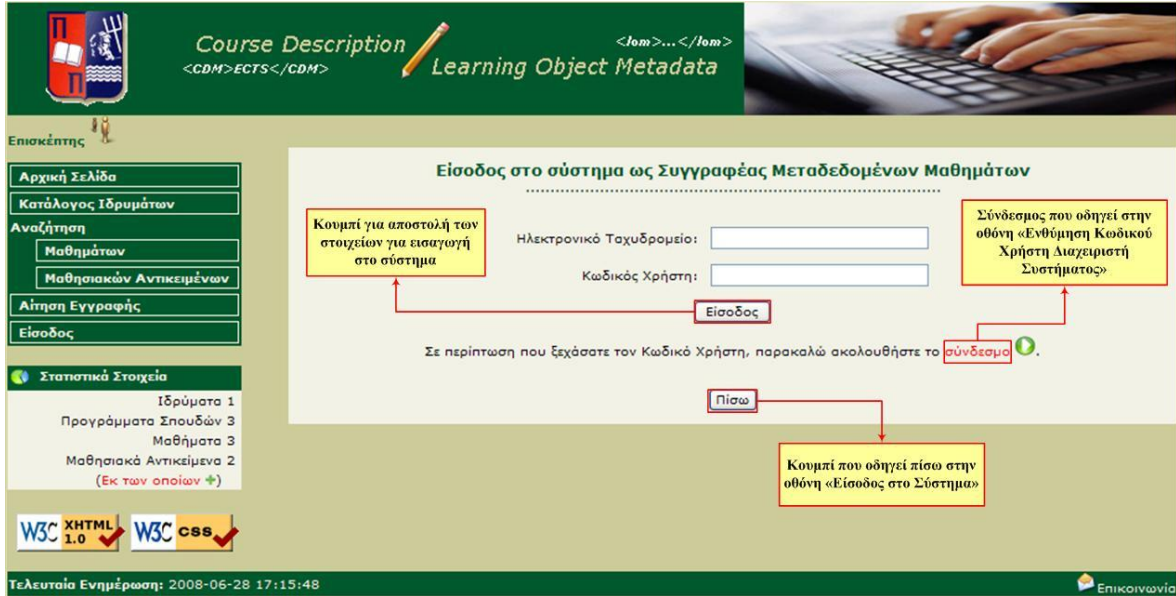 Course Description
<CDM>ECTS</CDM>
<lom>...</lom>
Learning Object Metadata
Π
Π
Επισκέπτης
Αρχική Σελίδα
Κατάλογος Ιδρυμάτων
Αναζήτηση
Μαθημάτων
Μαθησιακών Αντικειμένων
Αίτηση Εγγραφής
Είσοδος
Στατιστικά Στοιχεία
Ιδρύματα 1
Προγράμματα Σπουδών 3
Μαθήματα 3
Μαθησιακά Αντικείμενα 2
(Εκ των οποίων +)
W3C XHTML 1.0
W3C css
Είσοδος στο σύστημα ως Συγγραφέας Μεταδεδομένων Μαθημάτων
Κουμπί για αποστολή των
στοιχείων για εισαγωγή
στο σύστημα
Ηλεκτρονικό Ταχυδρομείο:
Κωδικός Χρήστη:
Σύνδεσμος που οδηγεί στην
οθόνη «Ενθύμηση Κωδικού
Χρήστη Διαχειριστή
Συστήματος»
Είσοδος
Σε περίπτωση που ξεχάσατε τον Κωδικό Χρήστη, παρακαλώ ακολουθήστε το σύνδεσμο.
Πίσω
Κουμπί που οδηγεί πίσω στην
οθόνη «Είσοδος στο Σύστημα»
Τελευταία Ενημέρωση: 2008-06-28 17:15:48
Επικοινωνία